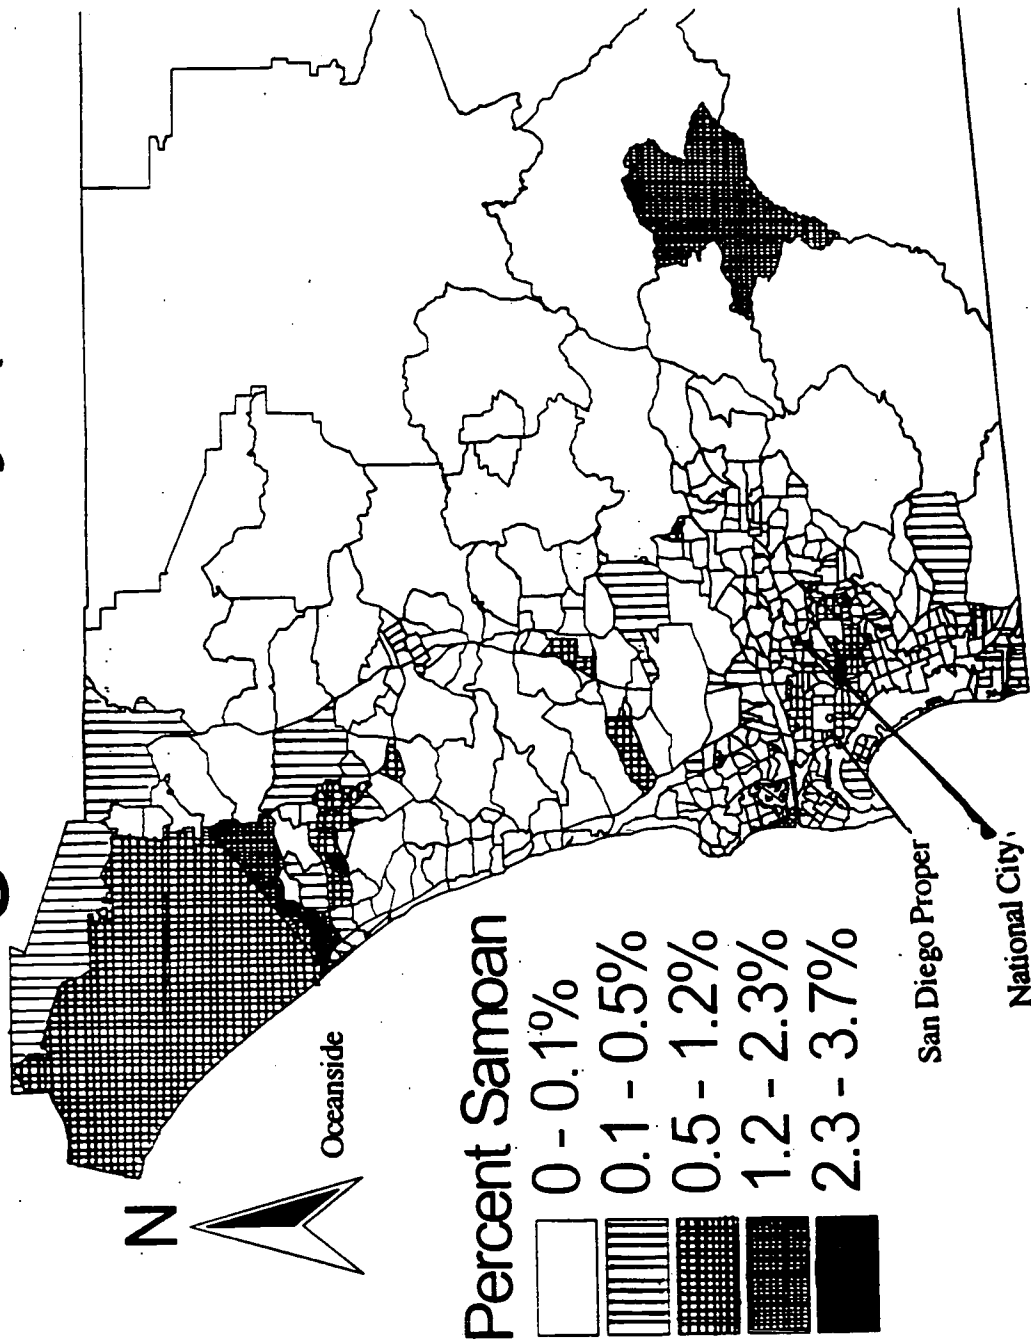 N
Oceanside
Percent Samoan
0 - 0.1%
0.1 - 0.5%
0.5 - 1.2%
1.2 - 2.3%
2.3 - 3.7%
San Diego Proper
National City